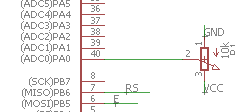 (ADC5)PA5 35
(ADC4)PA4 36
(ADC3)PA3 37
(ADC2)PA2 38
(ADC1)PA1 39
(ADC0)PA0 40
GND
3
2
1
10k
VCC
(SCK)PB7 8
(MISO)PB6 7 RS
(MOSI)PB5 6 E